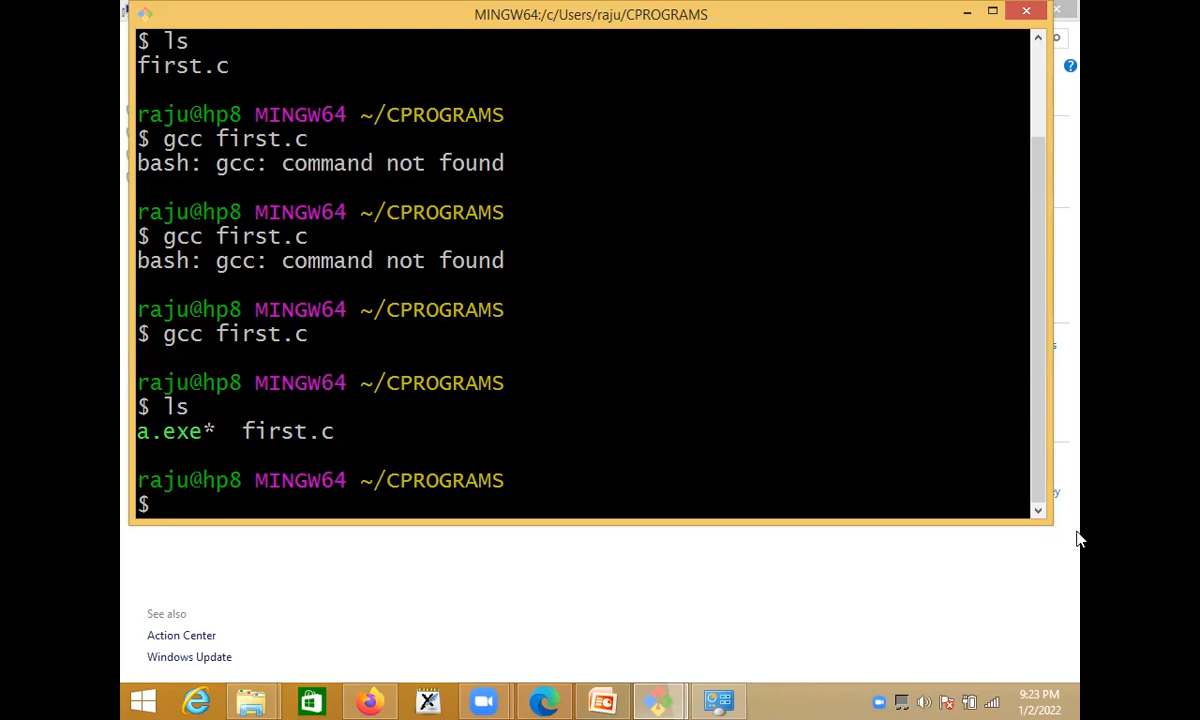 MINGW64:/c/Users/raju/CPROGRAMS
$ ls
first.c
raju@hp8 MINGW64 ~/CPROGRAMS
$ gcc first.c
bash: gcc: command not found
raju@hp8 MINGW64 ~/CPROGRAMS
$ gcc first.c
bash: gcc: command not found
raju@hp8 MINGW64 ~/CPROGRAMS
$ gcc first.c
raju@hp8 MINGW64 ~/CPROGRAMS
$ ls
a.exe* first.c
raju@hp8 MINGW64 ~/CPROGRAMS
$
See also
Action Center
Windows Update
9:23 PM
1/2/2022